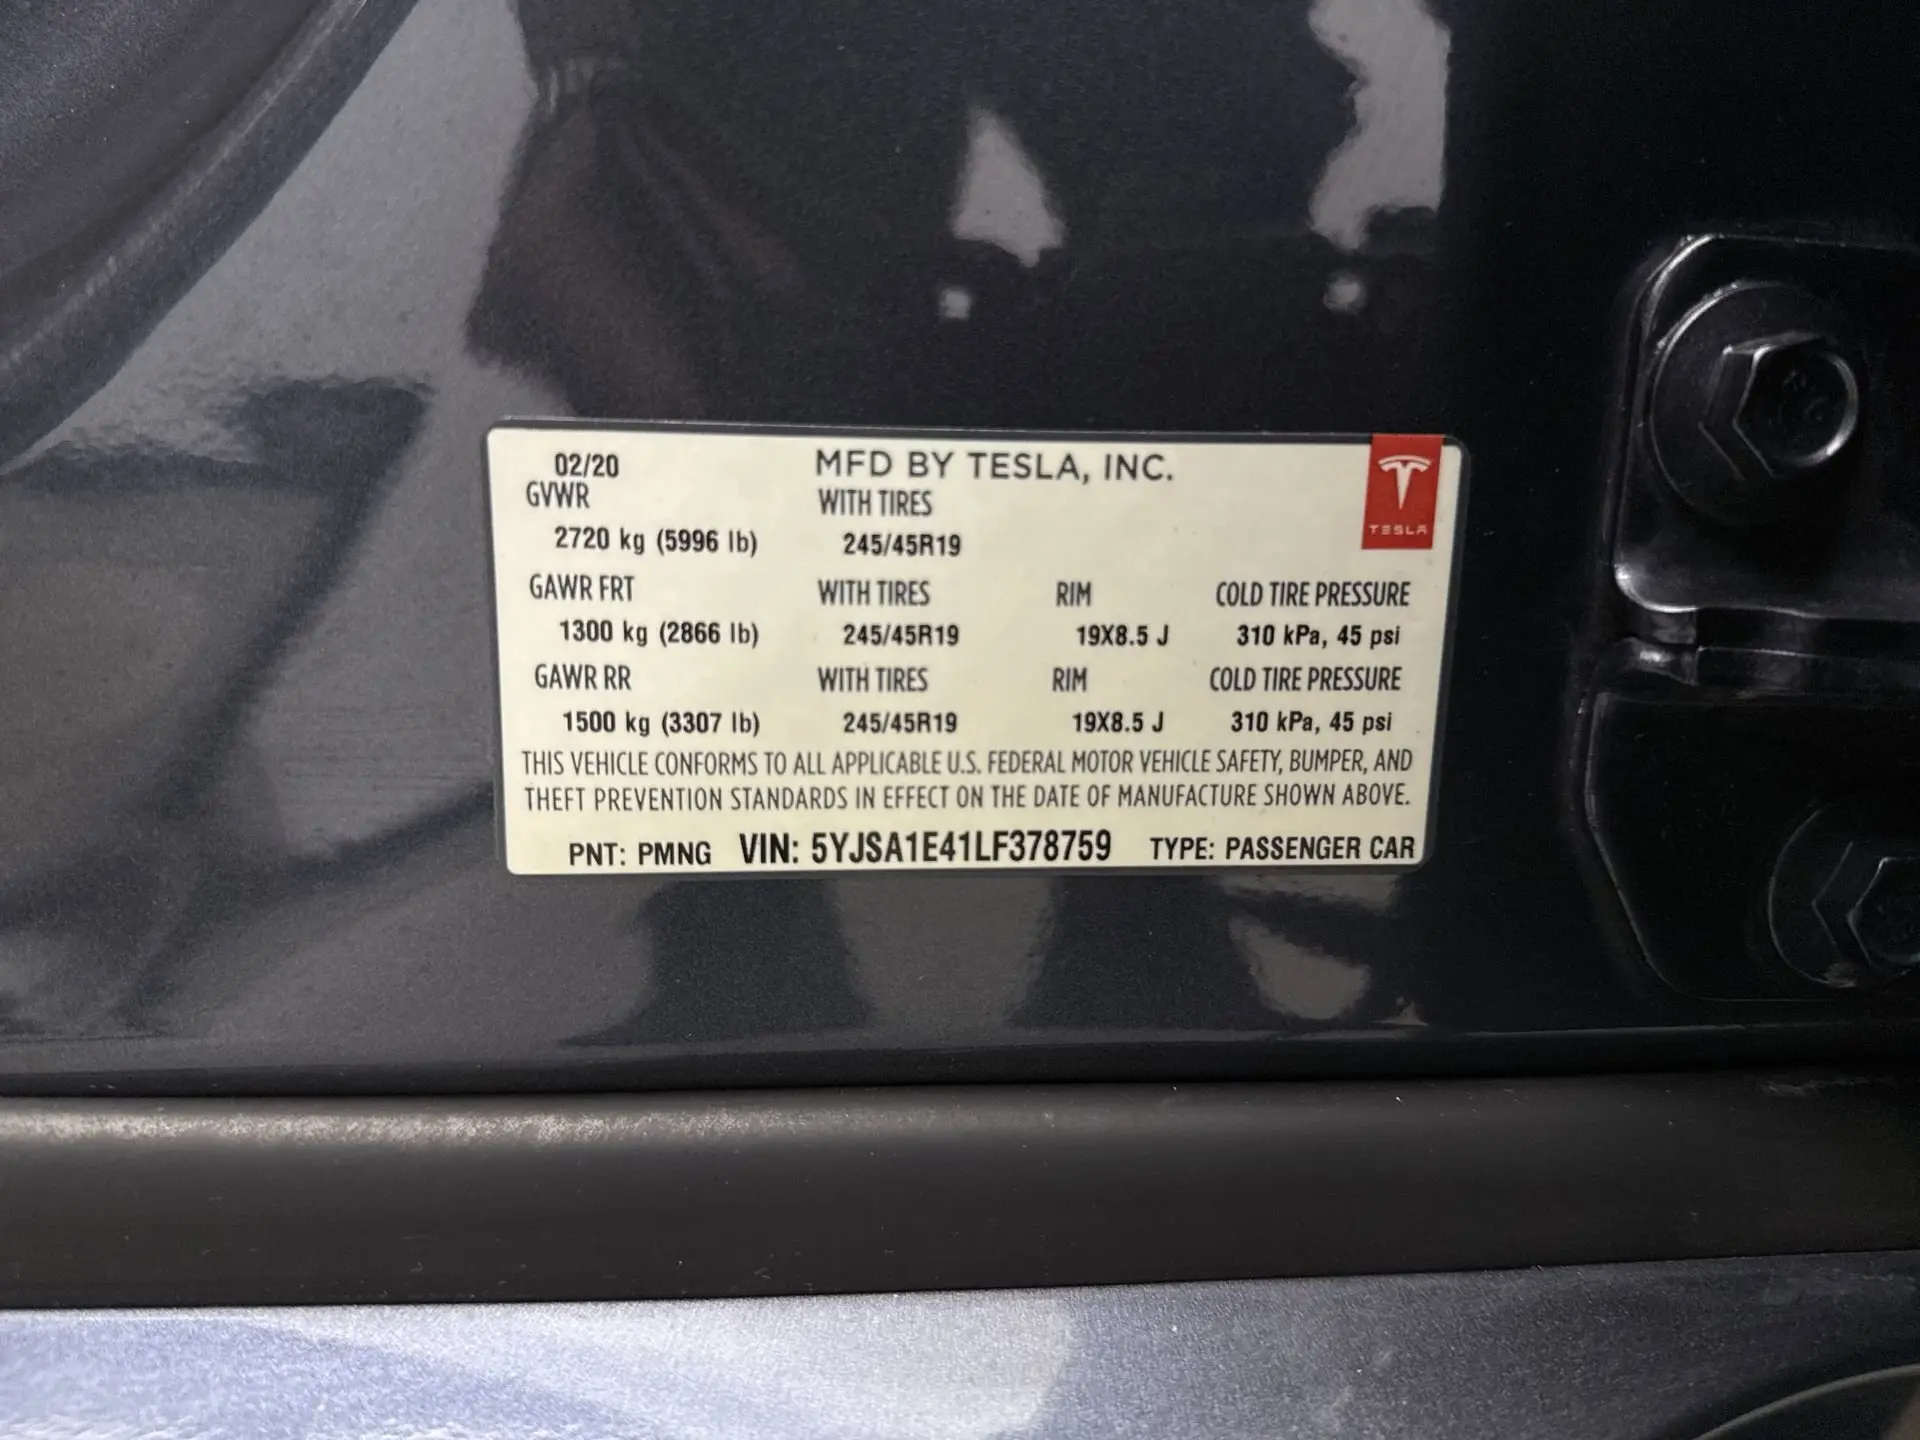 02/20 MFD BY TESLA, INC.
GVWR WITH TIRES
2720 kg (5996 lb) 245/45R19
TESLA
GAWR FRT WITH TIRES RIM COLD TIRE PRESSURE
1300 kg (2866 lb) 245/45R19 19X8.5 J 310 kPa, 45 psi
GAWR RR WITH TIRES RIM COLD TIRE PRESSURE
1500 kg (3307 lb) 245/45R19 19X8.5 J 310 kPa, 45 psi
THIS VEHICLE CONFORMS TO ALL APPLICABLE U.S. FEDERAL MOTOR VEHICLE SAFETY, BUMPER, AND
THEFT PREVENTION STANDARDS IN EFFECT ON THE DATE OF MANUFACTURE SHOWN ABOVE.
PNT: PMNG VIN: 5YJSA1E41LF378759 TYPE: PASSENGER CAR